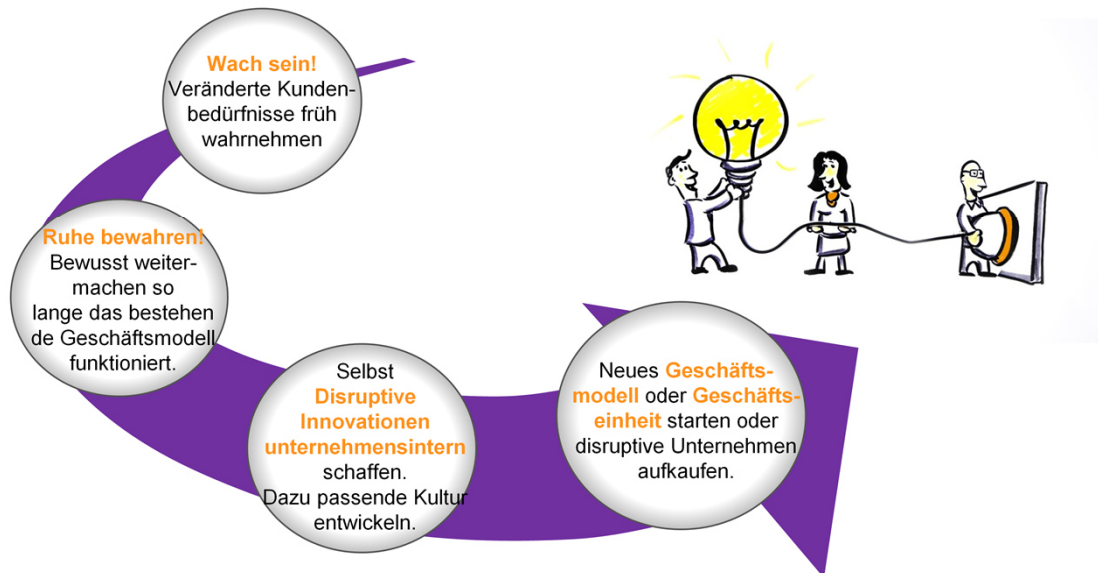 Wach sein!
Veränderte Kunden-
bedürfnisse früh
wahrnehmen
Ruhe bewahren!
Bewusst weiter-
machen so
lange das bestehen
de Geschäftsmodell
funktioniert.
Selbst
Disruptive
Innovationen
unternehmensintern
schaffen.
Dazu passende Kultur
entwickeln.
Neues Geschäfts-
modell oder Geschäfts-
einheit starten oder
disruptive Unternehmen
aufkaufen.